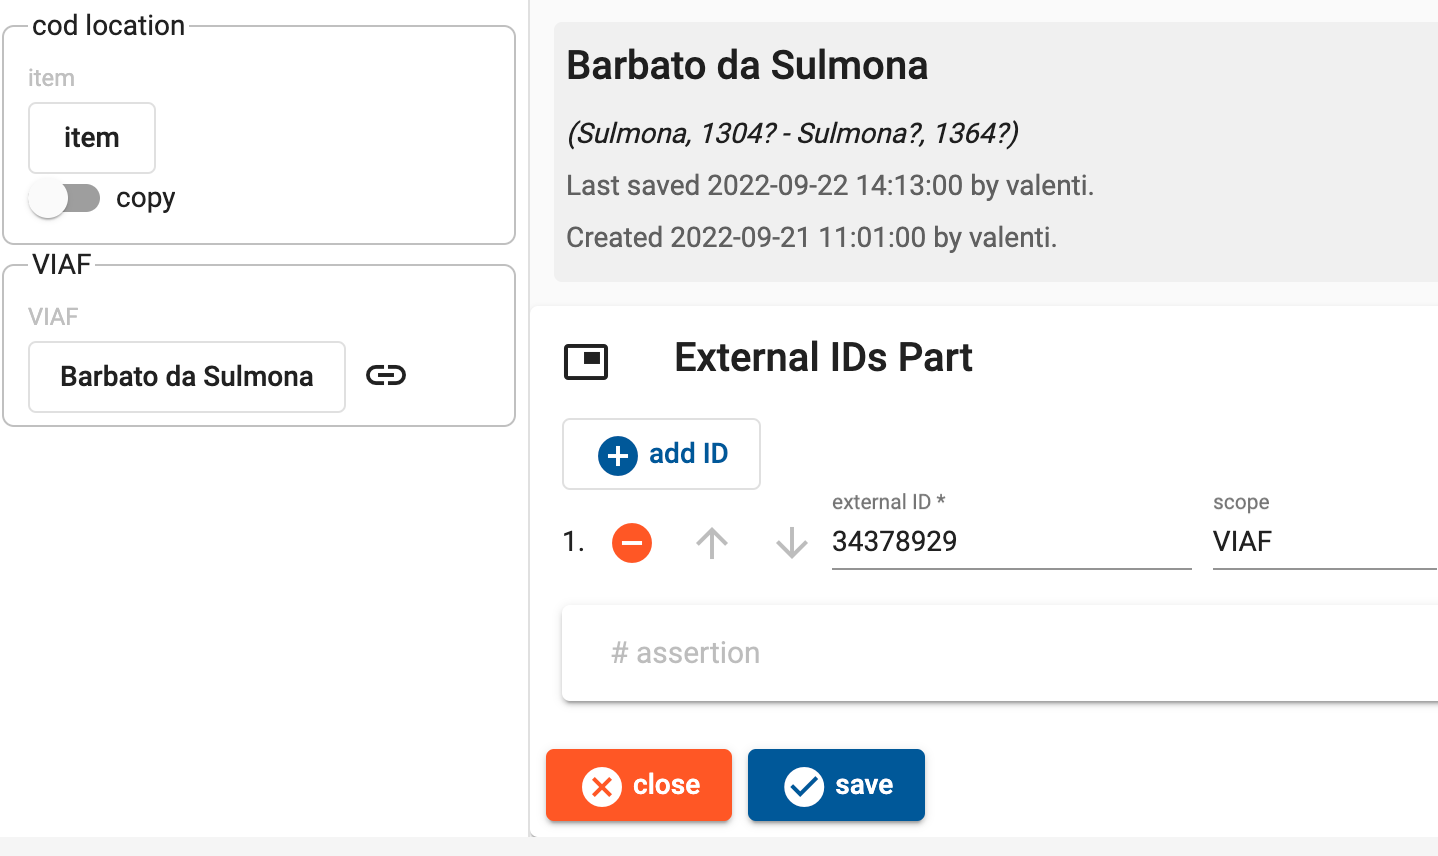 cod location
item
item
copy
VIAF
VIAF
Barbato da Sulmona
Barbato da Sulmona
(Sulmona, 1304? - Sulmona?, 1364?)
Last saved 2022-09-22 14:13:00 by valenti.
Created 2022-09-21 11:01:00 by valenti.
External IDs Part
add ID
external ID * scope
1. 34378929 VIAF
# assertion
close save